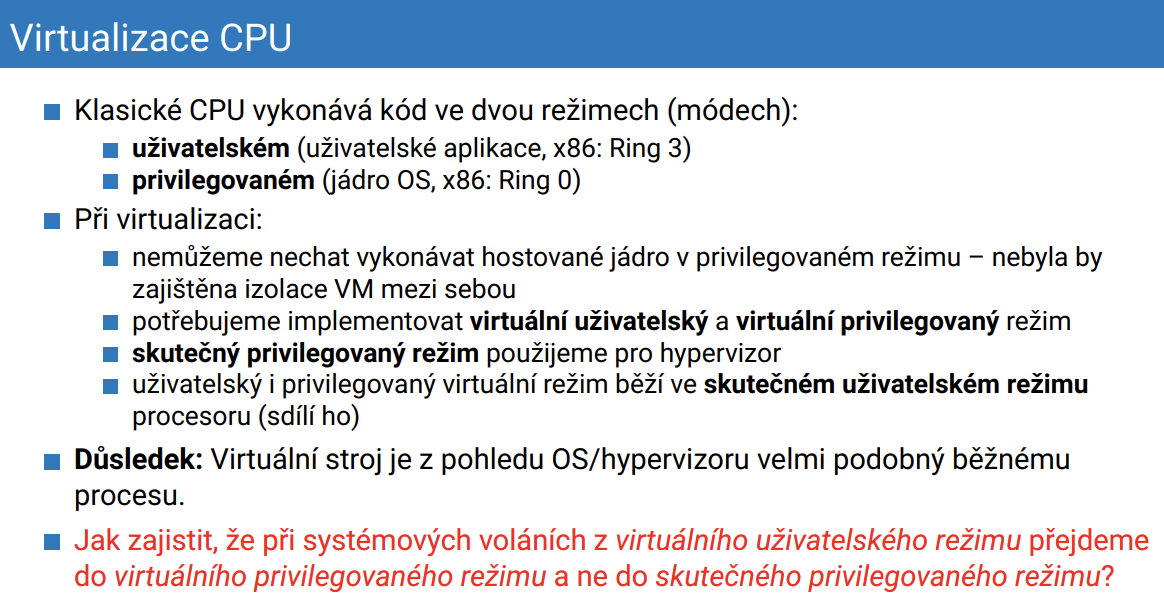 Virtualizace CPU
Klasické CPU vykonává kód ve dvou režimech (módech):
uživatelském (uživatelské aplikace, x86: Ring 3)
privilegovaném (jádro OS, x86: Ring 0)
Při virtualizaci:
nemůžeme nechat vykonávat hostované jádro v privilegovaném režimu – nebyla by
zajištěna izolace VM mezi sebou
potřebujeme implementovat virtuální uživatelský a virtuální privilegovaný režim
skutečný privilegovaný režim použijeme pro hypervizor
uživatelský i privilegovaný virtuální režim běží ve skutečném uživatelském režimu
procesoru (sdílí ho)
Důsledek: Virtuální stroj je z pohledu OS/hypervizoru velmi podobný běžnému
procesu.
Jak zajistit, že při systémových voláních z virtuálního uživatelského režimu přejdeme
do virtuálního privilegovaného režimu a ne do skutečného privilegovaného režimu?